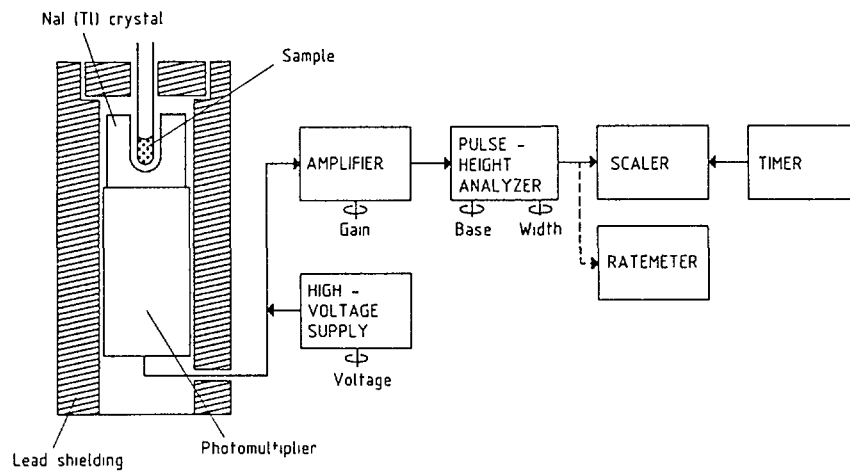 NaI (Tl) crystal
Sample
AMPLIFIER
Gain
PULSE -
HEIGHT
ANALYZER
Base
Width
SCALER
TIMER
RATEMETER
HIGH -
VOLTAGE
SUPPLY
Voltage
Photomultiplier
Lead shielding